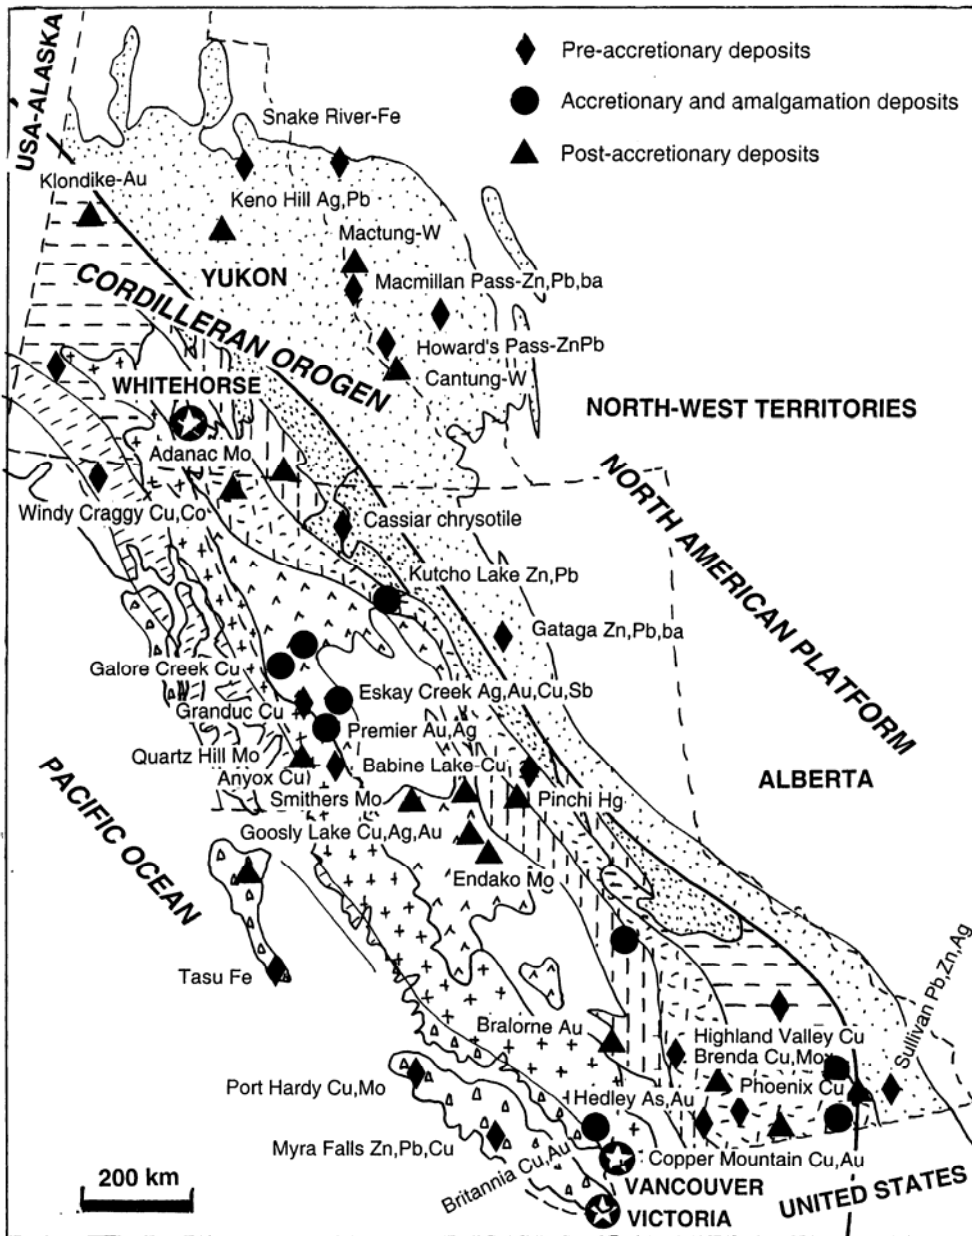 USA-ALASKA
Pre-accretionary deposits
Accretionary and amalgamation deposits
Post-accretionary deposits
Snake River-Fe
Klondike-Au
Keno Hill Ag,Pb
Mactung-W
YUKON
Macmillan Pass-Zn,Pb,ba
CORDILLERAN OROGEN
Howard's Pass-ZnPb
Cantung-W
WHITEHORSE
NORTH-WEST TERRITORIES
Adanac Mo
NORTH AMERICAN PLATFORM
Windy Craggy Cu,Co
Cassiar chrysotile
Kutcho Lake Zn,Pb
Gataga Zn,Pb,ba
Galore Creek Cu
Eskay Creek Ag,Au,Cu,Sb
Granduc Cu
Premier Au,Ag
Quartz Hill Mo
Babine Lake Cu
Anyox Cu
ALBERTA
Smithers Mo
Pinchi Hg
PACIFIC OCEAN
Goosly Lake Cu,Ag,Au
Endako Mo
Tasu Fe
Sullivan Pb,Zn,Ag
Bralorne Au
Highland Valley Cu
Brenda Cu,Mox
Port Hardy Cu,Mo
Phoenix Cu
Hedley As,Au
Myra Falls Zn,Pb,Cu
Britannia Cu,Au
Copper Mountain Cu,Au
200 km
VANCOUVER
UNITED STATES
VICTORIA